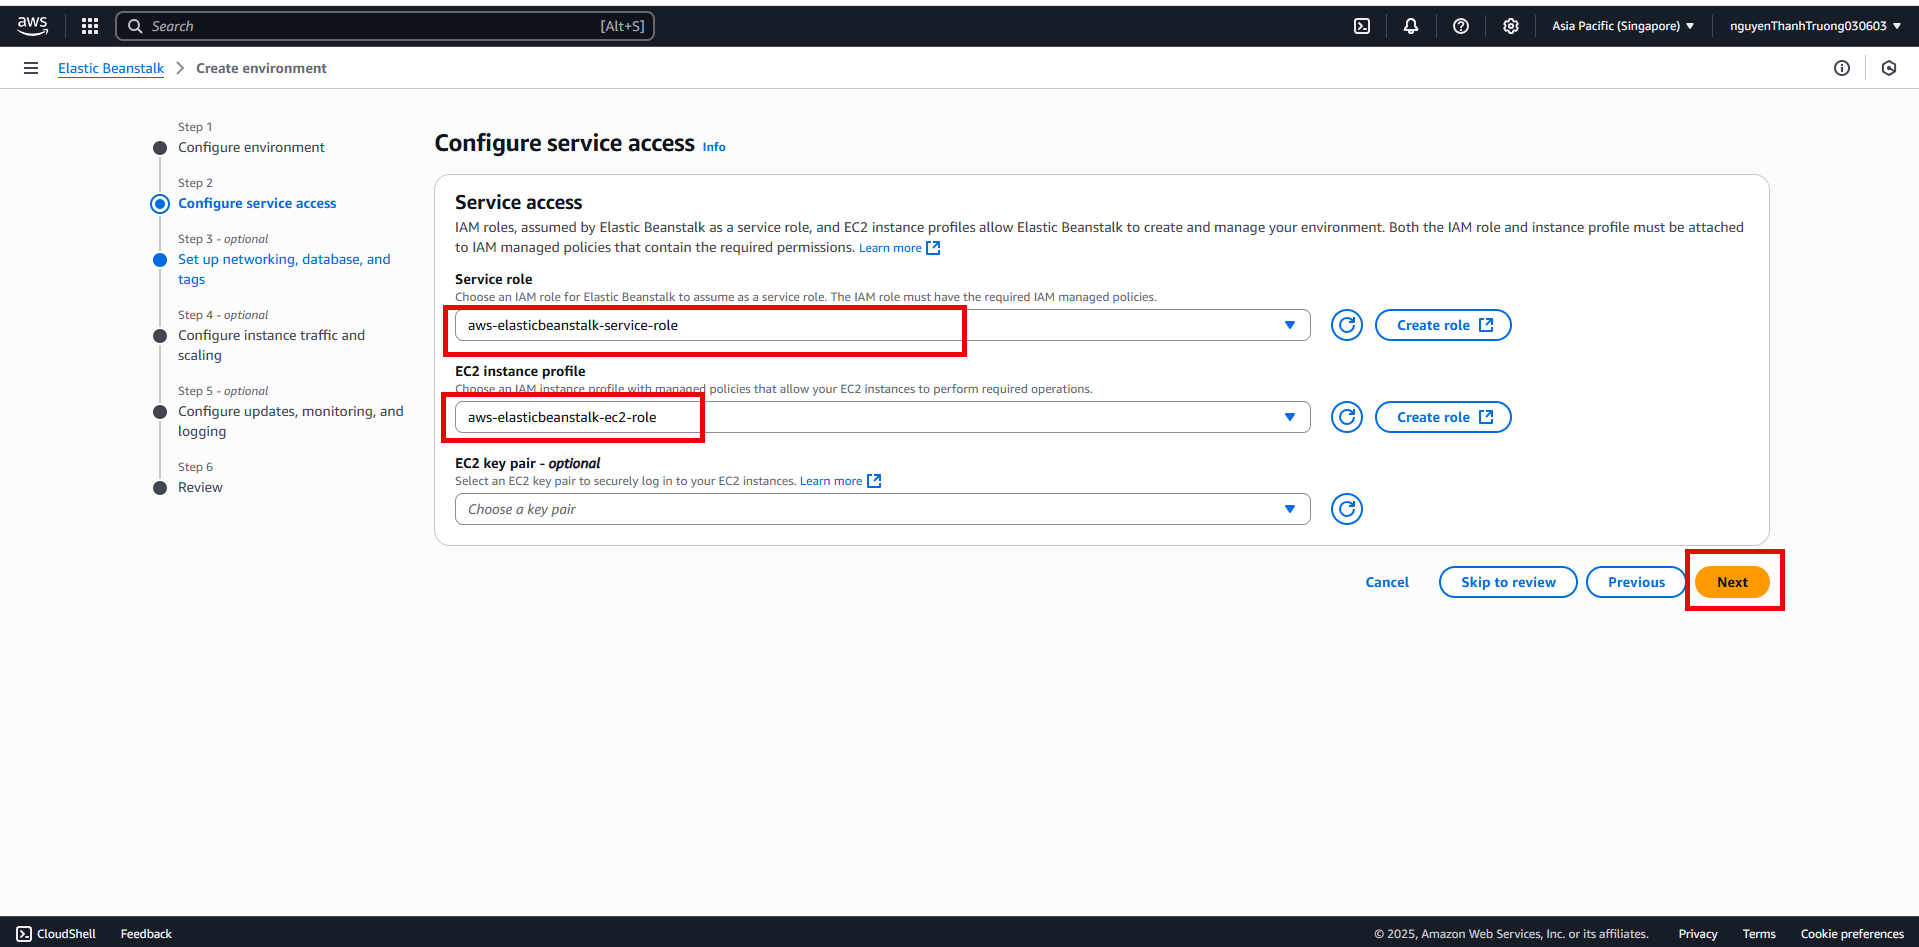 aws
Search
[Alt+S]
Asia Pacific (Singapore)
nguyenThanhTruong030603
Elastic Beanstalk
Create environment
Step 1
Configure environment
Step 2
Configure service access
Step 3 - optional
Set up networking, database, and
tags
Step 4 - optional
Configure instance traffic and
scaling
Step 5 - optional
Configure updates, monitoring, and
logging
Step 6
Review
Configure service access Info
Service access
IAM roles, assumed by Elastic Beanstalk as a service role, and EC2 instance profiles allow Elastic Beanstalk to create and manage your environment. Both the IAM role and instance profile must be attached
to IAM managed policies that contain the required permissions. Learn more
Service role
Choose an IAM role for Elastic Beanstalk to assume as a service role. The IAM role must have the required IAM managed policies.
aws-elasticbeanstalk-service-role
Create role
EC2 instance profile
Choose an IAM instance profile with managed policies that allow your EC2 instances to perform required operations.
aws-elasticbeanstalk-ec2-role
Create role
EC2 key pair - optional
Select an EC2 key pair to securely log in to your EC2 instances. Learn more
Choose a key pair
Cancel
Skip to review
Previous
Next
CloudShell
Feedback
© 2025, Amazon Web Services, Inc. or its affiliates.
Privacy
Terms
Cookie preferences